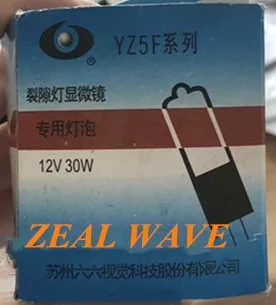 YZ5F系列
®
裂隙灯显微镜
专用灯泡
12V 30W
ZEAL WAVE
苏州六六视觉科技股份有限公司